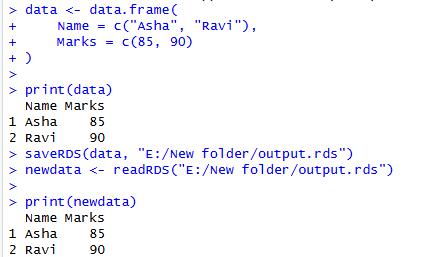 > data <- data.frame(
+     Name = c("Asha", "Ravi"),
+     Marks = c(85, 90)
+ )
>
> print(data)
  Name Marks
1 Asha    85
2 Ravi    90
> saveRDS(data, "E:/New folder/output.rds")
> newdata <- readRDS("E:/New folder/output.rds")
>
> print(newdata)
  Name Marks
1 Asha    85
2 Ravi    90